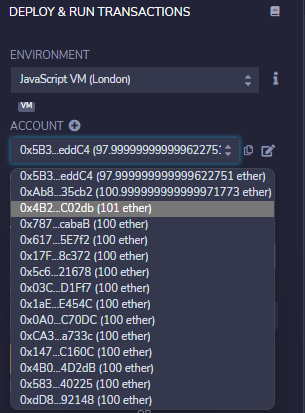 DEPLOY & RUN TRANSACTIONS
ENVIRONMENT
JavaScript VM (London)
VM
ACCOUNT
0x5B3...eddC4 (97.999999999999622751
0x5B3...eddC4 (97.999999999999622751 ether)
0xAb8...35cb2 (100.999999999999971773 ether)
0x4B2...C02db (101 ether)
0x787...cabaB (100 ether)
0x617...5E7f2 (100 ether)
0x17F...8c372 (100 ether)
0x5c6...21678 (100 ether)
0x03C...D1Ff7 (100 ether)
0x1aE...E454C (100 ether)
0x0A0...C70DC (100 ether)
0xCA3...a733c (100 ether)
0x147...C160C (100 ether)
0x4B0...4D2dB (100 ether)
0x583...40225 (100 ether)
0xdD8...92148 (100 ether)